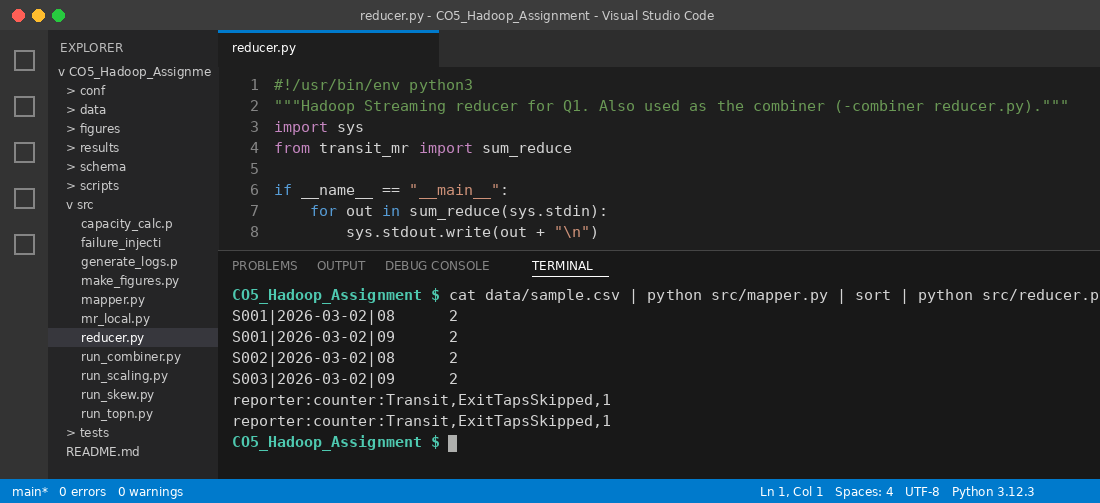 reducer.py - CO5_Hadoop_Assignment - Visual Studio Code
EXPLORER
v CO5_Hadoop_Assignme
> conf
> data
> figures
> results
> schema
> scripts
v src
capacity_calc.p
failure_injecti
generate_logs.p
make_figures.py
mapper.py
mr_local.py
reducer.py
run_combiner.py
run_scaling.py
run_skew.py
run_topn.py
> tests
README.md
reducer.py
1 #!/usr/bin/env python3
2 """Hadoop Streaming reducer for Q1. Also used as the combiner (-combiner reducer.py)."""
3 import sys
4 from transit_mr import sum_reduce
5
6 if __name__ == "__main__":
7     for out in sum_reduce(sys.stdin):
8         sys.stdout.write(out + "\n")
PROBLEMS OUTPUT DEBUG CONSOLE TERMINAL
CO5_Hadoop_Assignment $ cat data/sample.csv | python src/mapper.py | sort | python src/reducer.p
S001|2026-03-02|08      2
S001|2026-03-02|09      2
S002|2026-03-02|08      2
S003|2026-03-02|09      2
reporter:counter:Transit,ExitTapsSkipped,1
reporter:counter:Transit,ExitTapsSkipped,1
CO5_Hadoop_Assignment $
main* 0 errors 0 warnings Ln 1, Col 1 Spaces: 4 UTF-8 Python 3.12.3